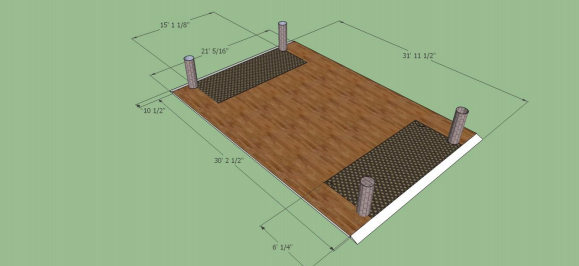 15' 1 1/8"
21' 5/16"
31' 11 1/2"
10 1/2"
30' 2 1/2"
6' 1/4"